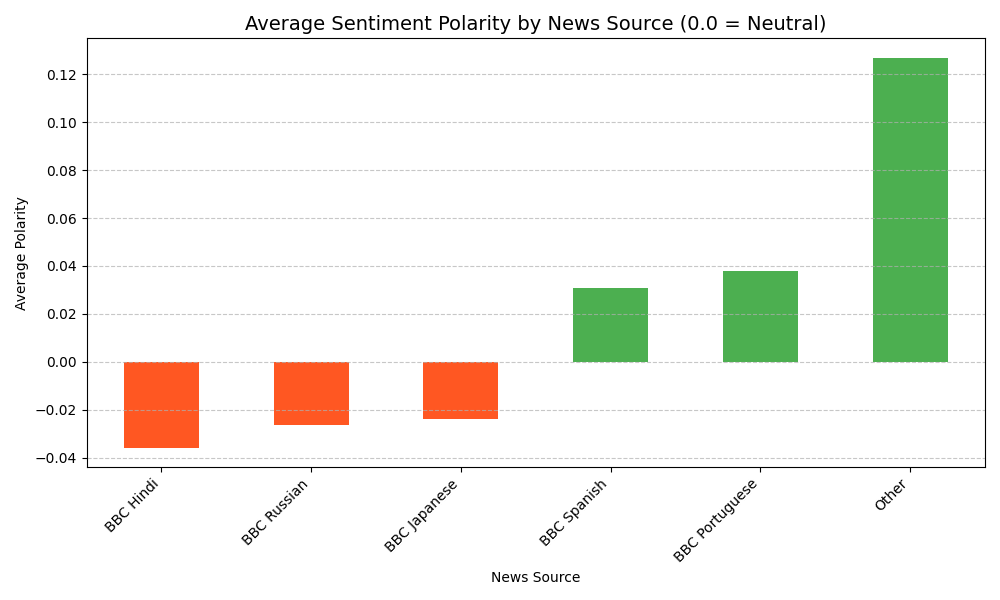 Average Sentiment Polarity by News Source (0.0 = Neutral)
Average Polarity
0.12
0.10
0.08
0.06
0.04
0.02
0.00
−0.02
−0.04
BBC Hindi
BBC Russian
BBC Japanese
BBC Spanish
BBC Portuguese
Other
News Source